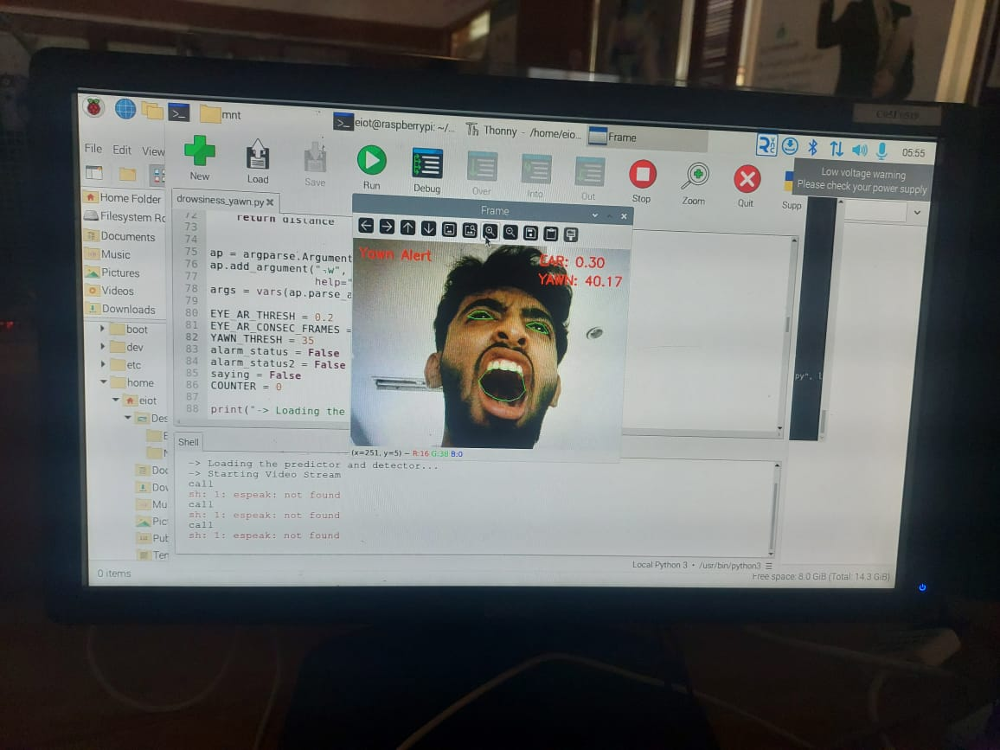 mnt
eiot@raspberrypi: ~/...
Thonny - /home/eio...
Frame
05:55
C05F0519
Low voltage warning
Please check your power supply
File Edit View
New
Load
Save
Run
Debug
Over
Into
Out
Stop
Zoom
Quit
Supp
Home Folder
Filesystem Ro
Documents
Music
Pictures
Videos
Downloads
boot
dev
etc
home
eiot
Des
Doc
Dov
Mu
Pic
Pub
Ter
0 items
drowsiness_yawn.py
72
73 return distance
74
75 ap = argparse.Argument
76 ap.add_argument("-w",
77 help="
78 args = vars(ap.parse_a
79
80 EYE_AR_THRESH = 0.2
81 EYE_AR_CONSEC_FRAMES =
82 YAWN_THRESH = 35
83 alarm_status = False
84 alarm_status2 = False
85 saying = False
86 COUNTER = 0
87
88 print("-> Loading the
Frame
Yown Alert
EAR: 0.30
YAWN: 40.17
(x=251, y=5) ~ R:16 G:38 B:0
py", l
Shell
-> Loading the predictor and detector...
-> Starting Video Stream
call
sh: 1: espeak: not found
call
sh: 1: espeak: not found
call
sh: 1: espeak: not found
Local Python 3 • /usr/bin/python3 ☰
Free space: 8.0 GiB (Total: 14.3 GiB)